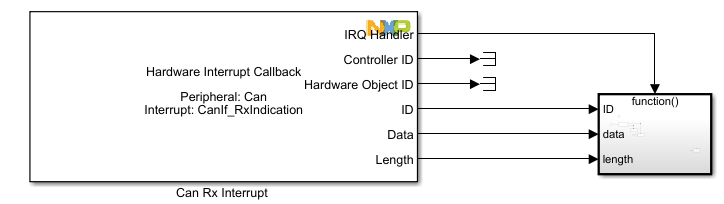 NXP
IRQ Handler
Controller ID
Hardware Interrupt Callback
Hardware Object ID
Peripheral: Can
Interrupt: CanIf_RxIndication
ID
Data
Length
function()
ID
data
length
Can Rx Interrupt